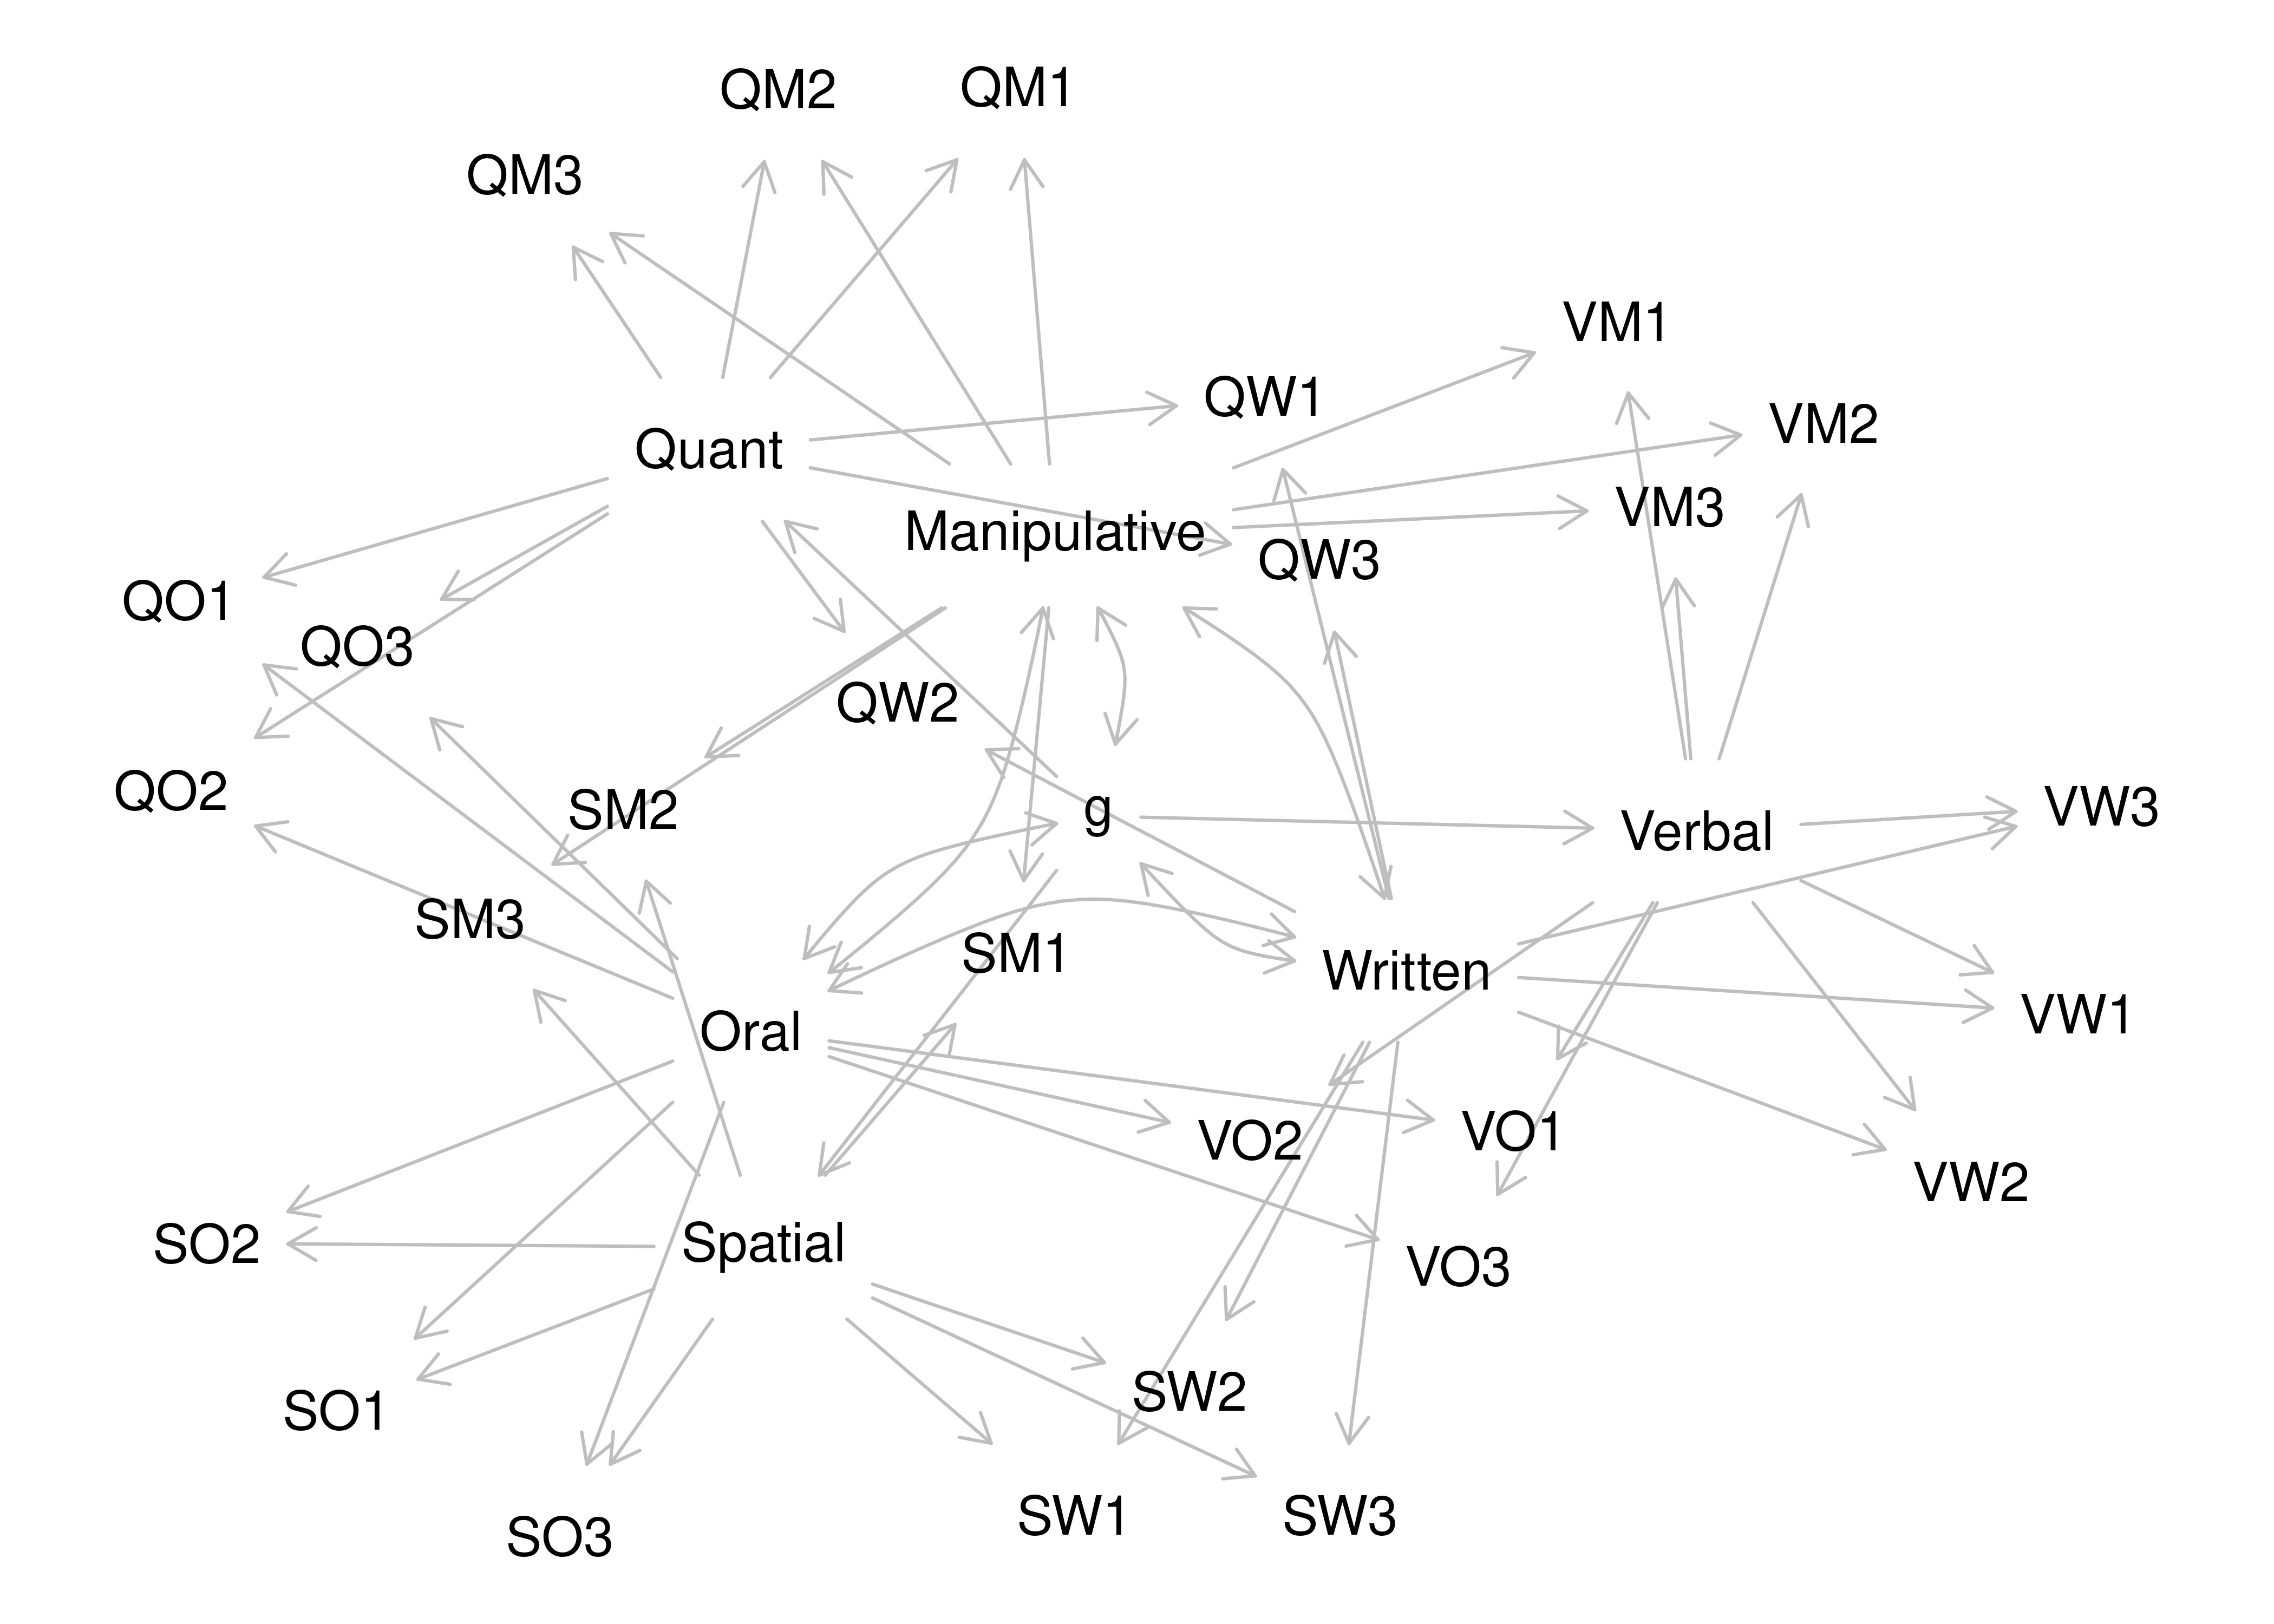 QM2
QM1
QM3
VM1
QW1
VM2
Quant
VM3
Manipulative
QW3
QO1
QO3
QW2
QO2
SM2
g
VW3
Verbal
SM3
SM1
Written
VW1
Oral
VO1
VO2
VW2
SO2
Spatial
VO3
SW2
SO1
SW1
SW3
SO3